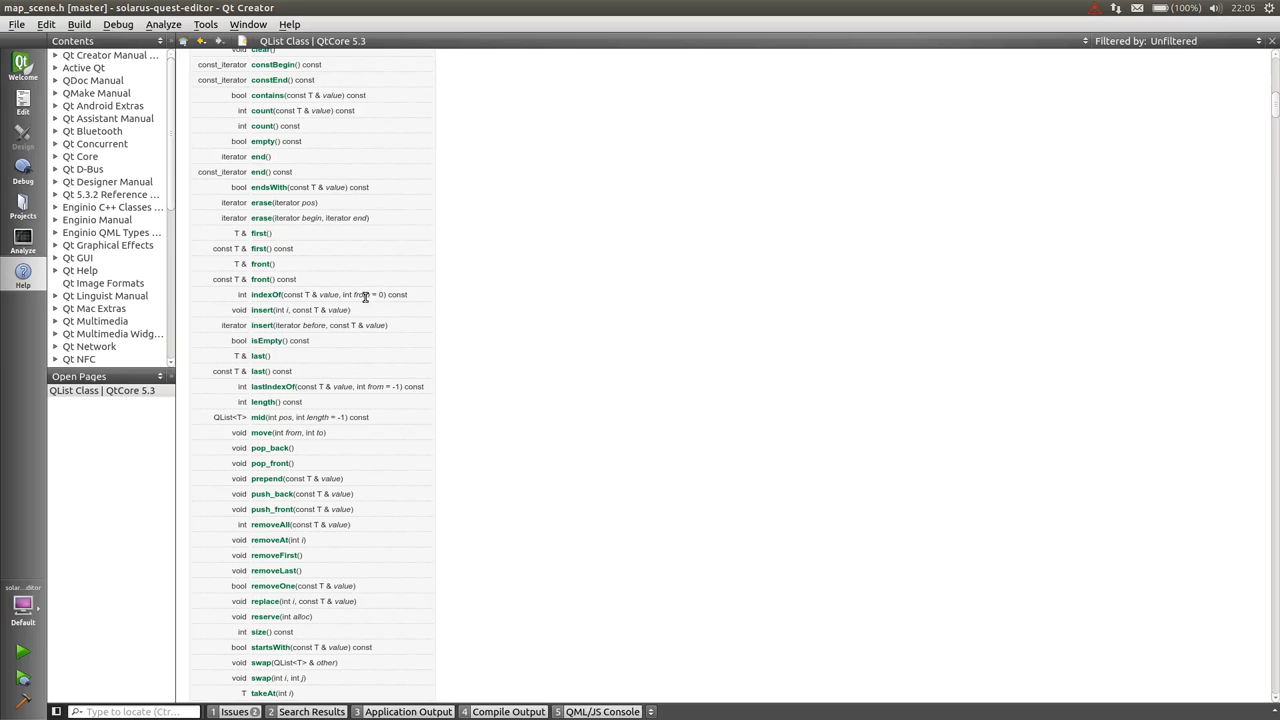 map_scene.h [master] - solarus-quest-editor - Qt Creator
(100%)
22:05
File Edit Build Debug Analyze Tools Window Help
Contents
QList Class | QtCore 5.3
Filtered by: Unfiltered
Welcome
Edit
Design
Debug
Projects
Analyze
Help
Qt Creator Manual ...
Active Qt
QDoc Manual
QMake Manual
Qt Android Extras
Qt Assistant Manual
Qt Bluetooth
Qt Concurrent
Qt Core
Qt D-Bus
Qt Designer Manual
Qt 5.3.2 Reference ...
Enginio C++ Classes ...
Enginio Manual
Enginio QML Types ...
Qt Graphical Effects
Qt GUI
Qt Help
Qt Image Formats
Qt Linguist Manual
Qt Mac Extras
Qt Multimedia
Qt Multimedia Widg...
Qt Network
Qt NFC
Open Pages
QList Class | QtCore 5.3
void clear()
const_iterator constBegin() const
const_iterator constEnd() const
bool contains(const T & value) const
int count(const T & value) const
int count() const
bool empty() const
iterator end()
const_iterator end() const
bool endsWith(const T & value) const
iterator erase(iterator pos)
iterator erase(iterator begin, iterator end)
T & first()
const T & first() const
T & front()
const T & front() const
int indexOf(const T & value, int from = 0) const
void insert(int i, const T & value)
iterator insert(iterator before, const T & value)
bool isEmpty() const
T & last()
const T & last() const
int lastIndexOf(const T & value, int from = -1) const
int length() const
QList<T> mid(int pos, int length = -1) const
void move(int from, int to)
void pop_back()
void pop_front()
void prepend(const T & value)
void push_back(const T & value)
void push_front(const T & value)
int removeAll(const T & value)
void removeAt(int i)
void removeFirst()
void removeLast()
bool removeOne(const T & value)
void replace(int i, const T & value)
void reserve(int alloc)
int size() const
bool startsWith(const T & value) const
void swap(QList<T> & other)
void swap(int i, int j)
T takeAt(int i)
solar...ditor
Default
Type to locate (Ctr...
1 Issues 2
2 Search Results
3 Application Output
4 Compile Output
5 QML/JS Console